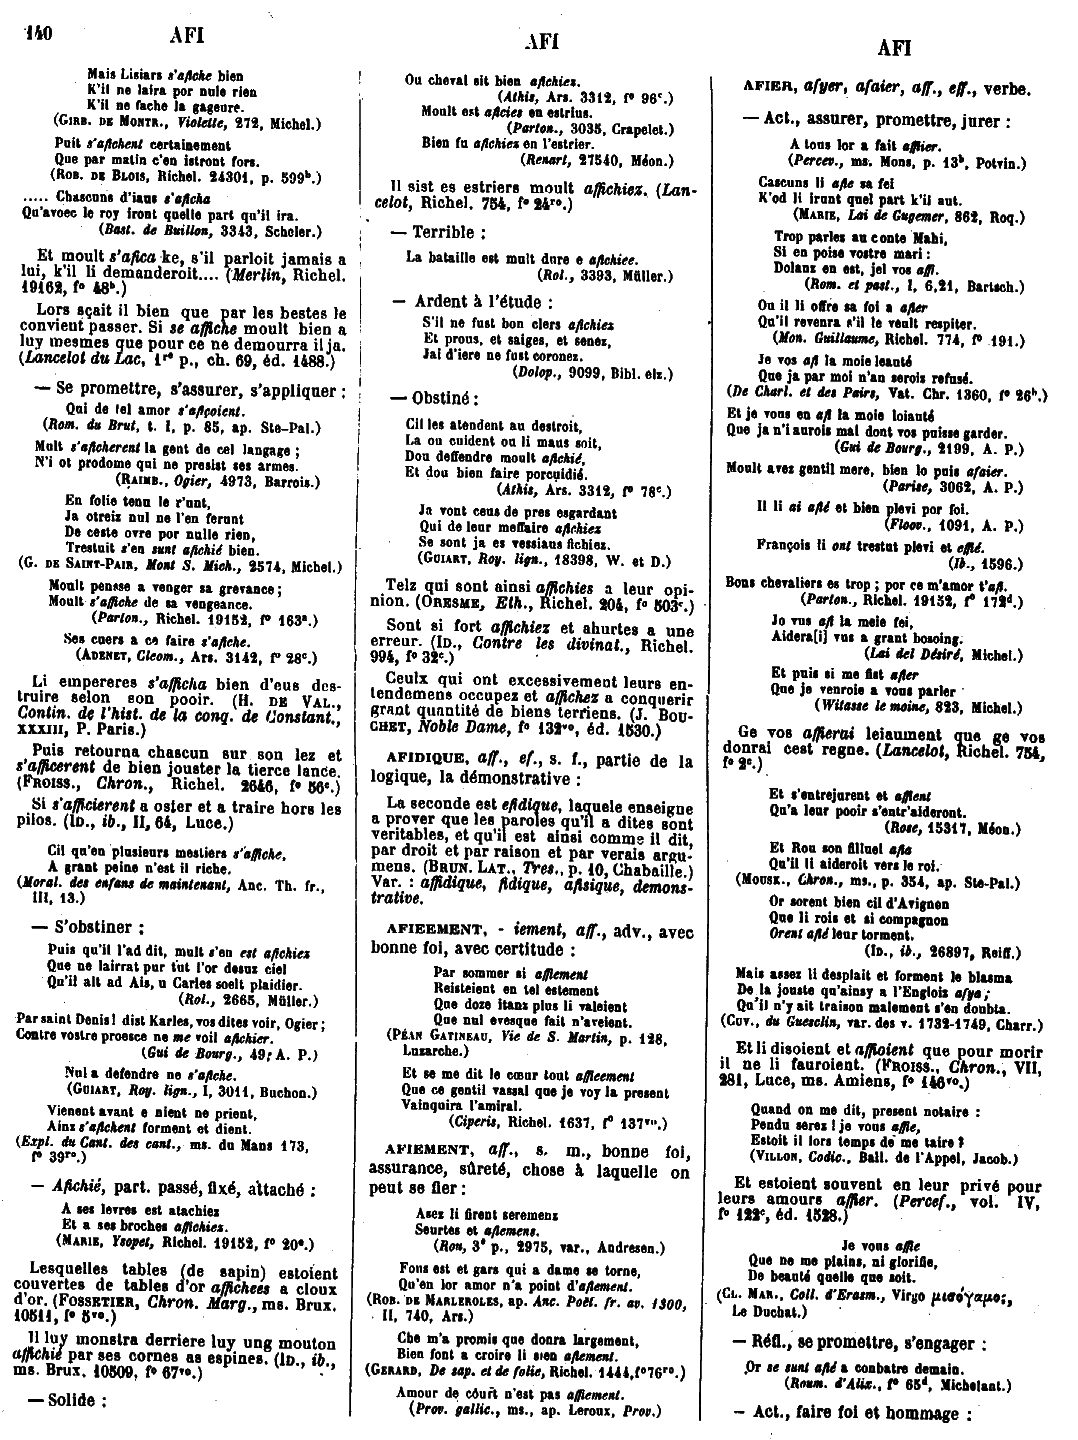 140
AFI
AFI
AFI
Mais Lisiars s'afiche bien
K'il ne laira por nule rien
K'il ne fache la gageure.
(GIRB. DE MONTR., Violette, 272, Michel.)
Puit s'afichent certainement
Que par matin c'en istront fors.
(ROB. DE BLOIS, Richel. 24301, p. 599ᵇ.)
..... Chascuns d'iaus s'aficha
Qu'avoec le roy iront quelle part qu'il ira.
(Bast. de Buillon, 3343, Scheler.)
Et moult s'afica ke, s'il parloit jamais a
lui, k'il li demanderoit.... (Merlin, Richel.
19162, f° 48ᵇ.)
Lors sçait il bien que par les bestes le
convient passer. Si se affiche moult bien a
luy mesmes que pour ce ne demourra il ja.
(Lancelot du Lac, 1ʳᵉ p., ch. 69, éd. 1488.)
— Se promettre, s'assurer, s'appliquer :
Qui de tel amor s'afiçoient.
(Rom. du Brut, t. I, p. 85, ap. Ste-Pal.)
Mult s'aficherent la gent de cel langage ;
N'i ot prodome qui ne presist ses armes.
(RAIMB., Ogier, 4973, Barrois.)
En folie tenu le r'unt,
Ja otreiz nul ne l'en ferunt
De ceste ovre por nulle rien,
Trestuit s'en sunt afichié bien.
(G. DE SAINT-PAIR, Mont S. Mich., 2574, Michel.)
Moult pensse a venger sa grevance ;
Moult s'affiche de sa vengeance.
(Parton., Richel. 19152, f° 163ᵃ.)
Ses cuers a ce faire s'afiche.
(ADENET, Cleom., Ars. 3142, f° 28ᶜ.)
Li empereres s'afficha bien d'eus des-
truire selon son pooir. (H. DE VAL.,
Contin. de l'hist. de la conq. de Constant.,
XXXIII, P. Paris.)
Puis retourna chascun sur son lez et
s'afficerent de bien jouster la tierce lance.
(FROISS., Chron., Richel. 2646, f° 56ᶜ.)
Si s'afficierent a oster et a traire hors les
pilos. (ID., ib., II, 64, Luce.)
Cil qu'en plusieurs mestiers s'affiche,
A grant peine n'est il riche.
(Moral. des enfans de maintenant, Anc. Th. fr.,
III, 13.)
— S'obstiner :
Puis qu'il l'ad dit, mult s'en est afichiez
Que ne lairrat pur tut l'or desuz ciel
Qu'il alt ad Ais, u Carles soelt plaidier.
(Rol., 2665, Müller.)
Par saint Denis! dist Karles, vos dites voir, Ogier;
Contre vostre proesce ne me voil afichier.
(Gui de Bourg., 49, A. P.)
Nul a defendre ne s'afiche.
(GUIART, Roy. lign., I, 3011, Buchon.)
Vienent avant e nient ne prient,
Ainz s'afichent forment et dient.
(Expl. du Cant. des cant., ms. du Mans 173,
f° 39ʳᵒ.)
— Afichié, part. passé, fixé, attaché :
A ses levres est atachiez
Et a ses broches affichiez.
(MARIE, Ysopet, Richel. 19152, f° 20ᵉ.)
Lesquelles tables (de sapin) estoient
couvertes de tables d'or affichees a cloux
d'or. (FOSSETIER, Chron. Marg., ms. Brux.
10511, f° 5ᵛᵒ.)
Il luy monstra derriere luy ung mouton
affichié par ses cornes as espines. (ID., ib.,
ms. Brux. 10509, f° 67ᵛᵒ.)
— Solide :
Ou cheval sit bien afichiez.
(Athis, Ars. 3312, f° 96ᶜ.)
Moult est aficies en estrius.
(Parton., 3035, Crapelet.)
Bien fu afichiez en l'estrier.
(Renart, 27540, Méon.)
Il sist es estriers moult affichiez. (Lan-
celot, Richel. 754, f° 24ʳᵒ.)
— Terrible :
La bataille est mult dure e afichiee.
(Rol., 3393, Müller.)
— Ardent à l'étude :
S'il ne fust bon clers afichiez
Et prous, et saiges, et senez,
Jai d'iere ne fust coronez.
(Dolop., 9099, Bibl. elz.)
— Obstiné :
Cil les atendent au destroit,
La ou cuident ou li maus soit,
Dou deffendre moult afichié,
Et dou bien faire porcuidié.
(Athis, Ars. 3312, f° 78ᶜ.)
Ja vont ceus de pres esgardant
Qui de leur meffaire afichiez
Se sont ja es vessiaus fichiez.
(GUIART, Roy. lign., 18398, W. et D.)
Telz qui sont ainsi affichies a leur opi-
nion. (ORESME, Eth., Richel. 204, f° 503ᶜ.)
Sont si fort affichiez et ahurtes a une
erreur. (ID., Contre les divinat., Richel.
994, f° 32ᶜ.)
Ceulx qui ont excessivement leurs en-
tendemens occupez et affichez a conquerir
grant quantité de biens terriens. (J. BOU-
CHET, Noble Dame, f° 132ᵛᵒ, éd. 1530.)
AFIDIQUE, aff., ef., s. f., partie de la
logique, la démonstrative :
La seconde est efidique, laquele enseigne
a prover que les paroles qu'il a dites sont
veritables, et qu'il est ainsi comme il dit,
par droit et par raison et par verais argu-
mens. (BRUN. LAT., Tres., p. 10, Chabaille.)
Var. : affidique, fidique, afisique, demons-
trative.
AFIEEMENT, - iement, aff., adv., avec
bonne foi, avec certitude :
Par sommer si afiement
Reisteient en tel estement
Que doze itanz plus li valeient
Que nul evesque fait n'aveient.
(PÉAN GATINEAU, Vie de S. Martin, p. 128,
Luzarche.)
Et se me dit le cœur tout affieement
Que ce gentil vassal que je voy la present
Vainquira l'amiral.
(Ciperis, Richel. 1637, f° 137ᵛᵒ.)
AFIEMENT, aff., s. m., bonne foi,
assurance, sûreté, chose à laquelle on
peut se fier :
Asez li firent seremenz
Seurtes et afiemens.
(Rou, 3ᵉ p., 2975, var., Andresen.)
Fous est et gars qui a dame se torne,
Qu'en lor amor n'a point d'afiement.
(ROB. DE MARLEROLES, ap. Anc. Poët. fr. av. 1300,
II, 740, Ars.)
Che m'a promis que donra largement,
Bien font a croire li sien afiement.
(GERARD, De sap. et de folie, Richel. 1444, f° 76ʳᵒ.)
Amour de court n'est pas affiement.
(Prov. gallic., ms., ap. Leroux, Prov.)
AFIER, afyer, afaier, aff., eff., verbe.
— Act., assurer, promettre, jurer :
A tous lor a fait affier.
(Percev., ms. Mons, p. 13ᵇ, Potvin.)
Cascuns li afie sa fei
K'od li irunt quel part k'il aut.
(MARIE, Lai de Gugemer, 862, Roq.)
Trop parles au conte Mahi,
Si en poise vostre mari :
Dolanz en est, jel vos affi.
(Rom. et past., I, 6,21, Bartsch.)
Ou il li offre sa foi a afier
Qu'il revenra s'il le veult respiter.
(Mon. Guillaume, Richel. 774, f° 191.)
Je vos afi la moie leauté
Que ja par moi n'an serois refusé.
(De Charl. et des Pairs, Vat. Chr. 1360, f° 26ᵇ.)
Et je vous en afi la moie loiauté
Que ja n'i aurois mal dont vos puisse garder.
(Gui de Bourg., 2199, A. P.)
Moult avez gentil mere, bien lo puis afaier.
(Parise, 3062, A. P.)
Il li ai afié et bien plevi por foi.
(Floov., 1091, A. P.)
François li ont trestut plevi et effié.
(Ib., 1596.)
Bons chevaliers es trop ; por ce m'amor t'afi.
(Parton., Richel. 19152, f° 172ᵈ.)
Jo vus afi la meie fei,
Aidera[i] vus a grant bosoing.
(Lai del Désiré, Michel.)
Et puis si me fist afier
Que je venroie a vous parler
(Witasse le moine, 823, Michel.)
Ge vos affierai leiaument que ge vos
donrai cest regne. (Lancelot, Richel. 754,
f° 2ᶜ.)
Et s'entrejurent et affient
Qu'a leur pooir s'entr'aideront.
(Rose, 15317, Méon.)
Et Rou son filluel afia
Qu'il li aideroit vers le roi.
(MOUSK., Chron., ms., p. 354, ap. Ste-Pal.)
Or sorent bien cil d'Avignon
Que li rois et si compagnon
Orent afié leur torment.
(ID., ib., 26897, Reiff.)
Mais assez li desplait et forment le blasma
De la jouste qu'ainsy a l'Englois afya ;
Qu'il n'y ait traison malement s'en doubta.
(CUV., du Guesclin, var. des v. 1732-1749, Charr.)
Et li disoient et affioient que pour morir
il ne li fauroient. (FROISS., Chron., VII,
281, Luce, ms. Amiens, f° 146ᵛᵒ.)
Quand on me dit, present notaire :
Pendu serez ! je vous affie,
Estoit il lors temps de me taire ?
(VILLON, Codic., Ball. de l'Appel, Jacob.)
Et estoient souvent en leur privé pour
leurs amours affier. (Percef., vol. IV,
f° 122ᶜ, éd. 1528.)
Je vous affie
Que ne me plains, ni glorifie,
De beauté quelle que soit.
(CL. MAR., Coll. d'Erasm., Virgo μισόγαμος,
Le Duchat.)
— Réfl., se promettre, s'engager :
Or se sunt afié a combatre demain.
(Roum. d'Alix., f° 65ᵈ, Michelant.)
— Act., faire foi et hommage :